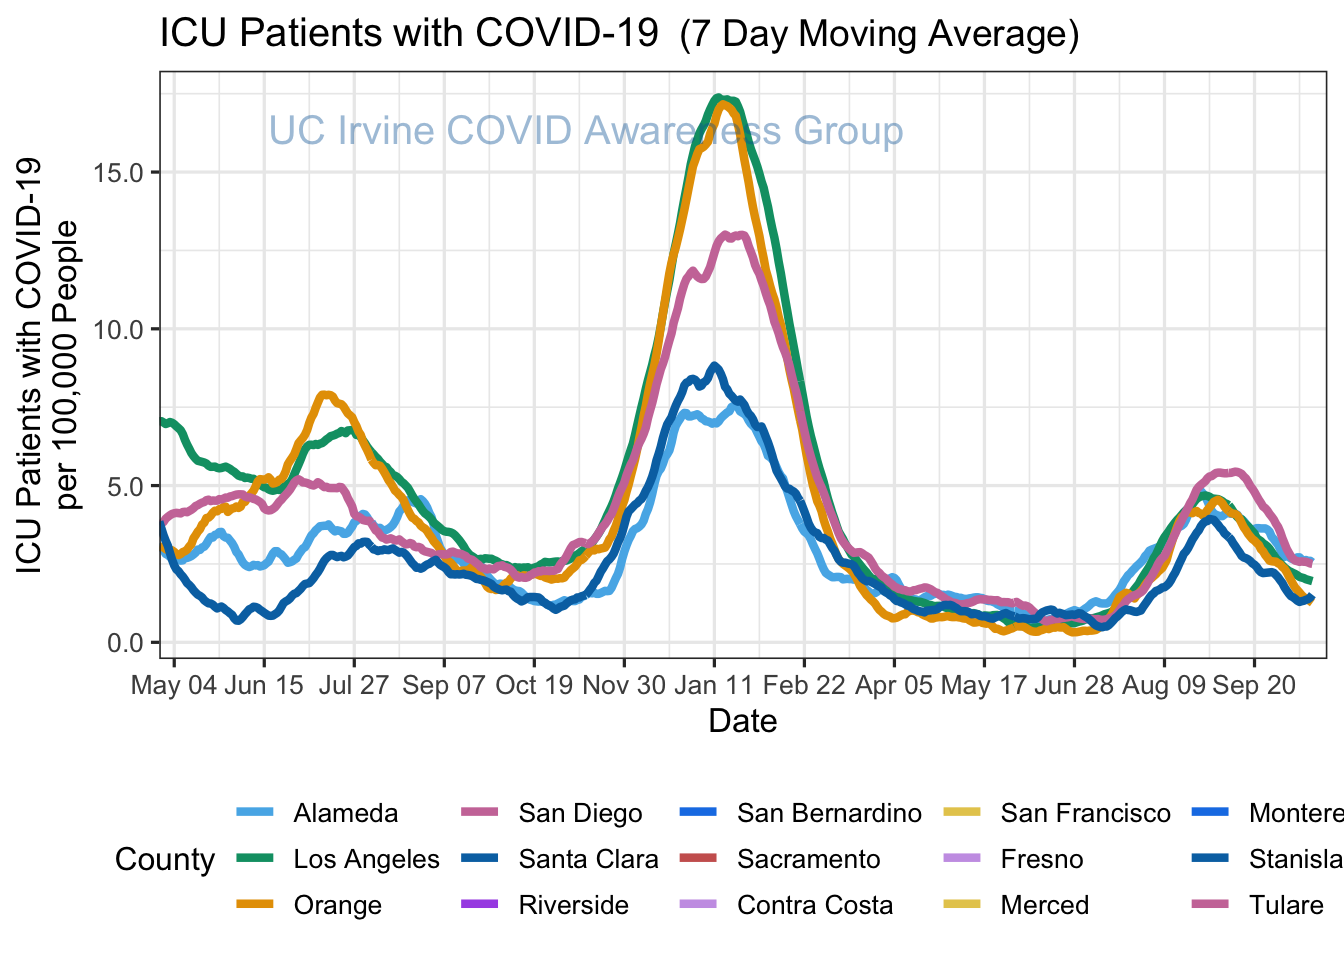 ICU Patients with COVID-19 (7 Day Moving Average)
UC Irvine COVID Awareness Group
ICU Patients with COVID-19
per 100,000 People
15.0
10.0
5.0
0.0
May 04 Jun 15 Jul 27 Sep 07 Oct 19 Nov 30 Jan 11 Feb 22 Apr 05 May 17 Jun 28 Aug 09 Sep 20
Date
County
Alameda San Diego San Bernardino San Francisco Montere
Los Angeles Santa Clara Sacramento Fresno Stanisla
Orange Riverside Contra Costa Merced Tulare